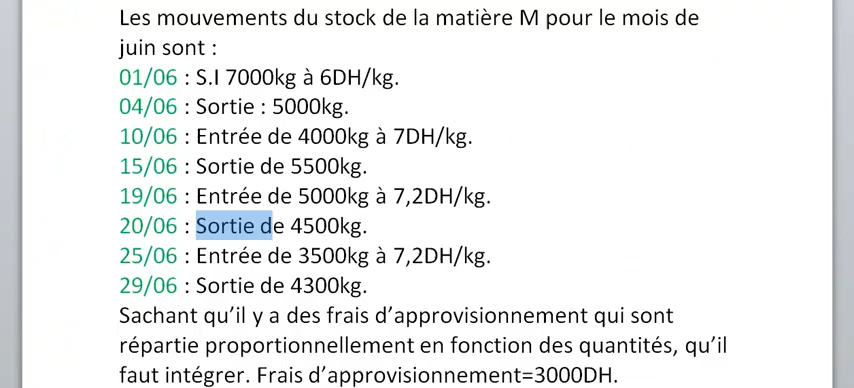 Les mouvements du stock de la matière M pour le mois de
juin sont :
01/06 : S.I 7000kg à 6DH/kg.
04/06 : Sortie : 5000kg.
10/06 : Entrée de 4000kg à 7DH/kg.
15/06 : Sortie de 5500kg.
19/06 : Entrée de 5000kg à 7,2DH/kg.
20/06 : Sortie de 4500kg.
25/06 : Entrée de 3500kg à 7,2DH/kg.
29/06 : Sortie de 4300kg.
Sachant qu’il y a des frais d’approvisionnement qui sont
répartie proportionnellement en fonction des quantités, qu’il
faut intégrer. Frais d’approvisionnement=3000DH.